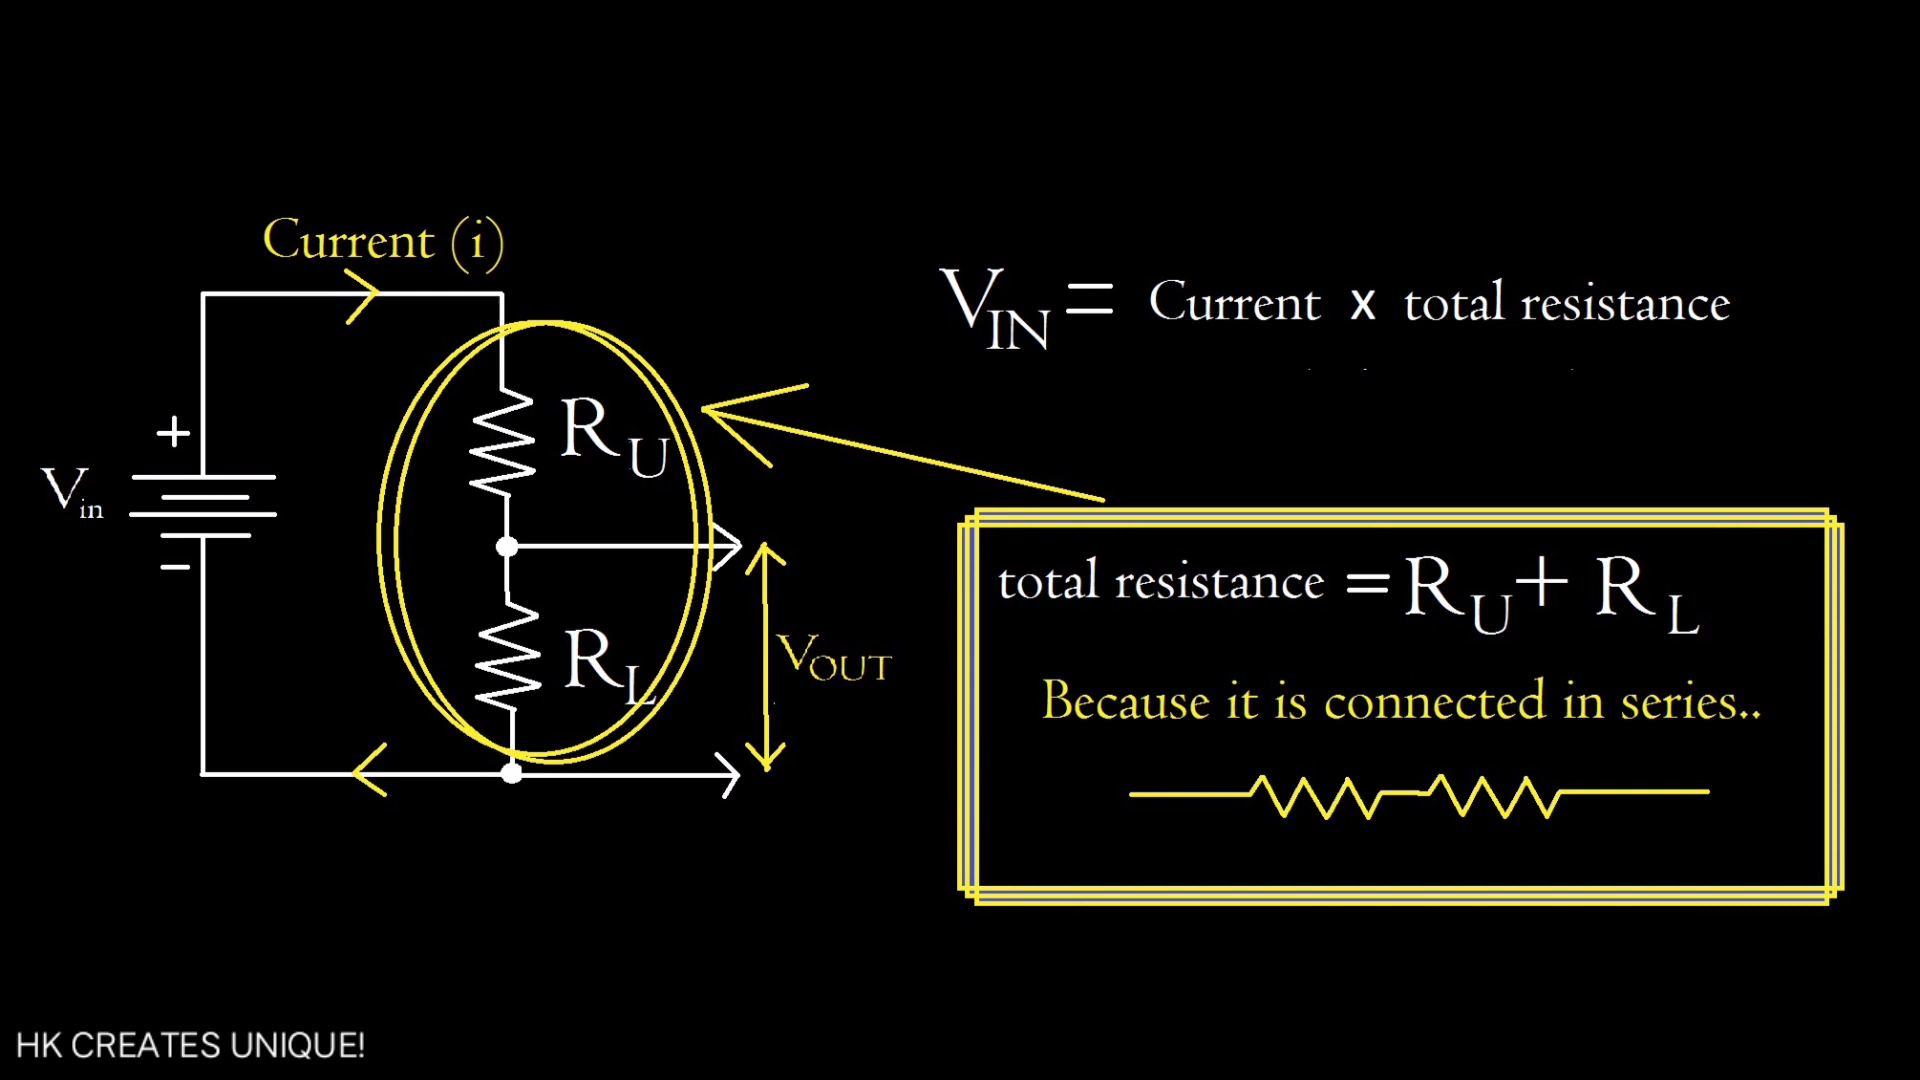 Current (i)
V_IN = Current x total resistance
+
R_U
V_in
−
total resistance = R_U + R_L
R_L
V_OUT
Because it is connected in series..
HK CREATES UNIQUE!